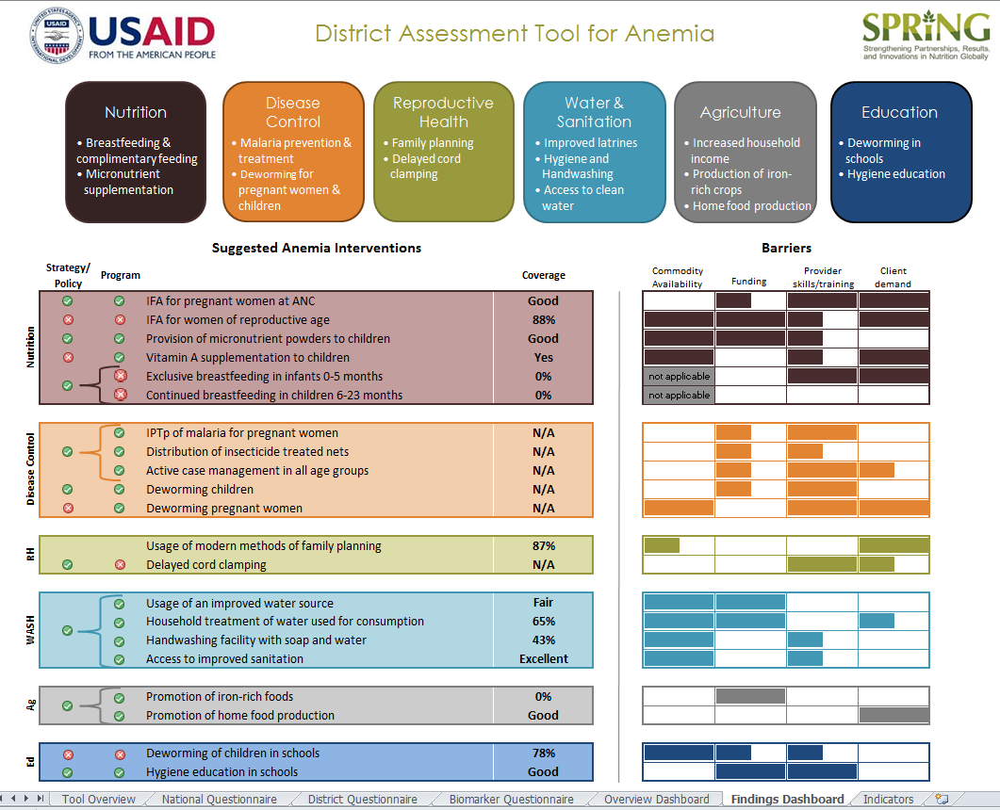 USAID
FROM THE AMERICAN PEOPLE
District Assessment Tool for Anemia
SPRING
Strengthening Partnerships, Results,
and Innovations in Nutrition Globally
Nutrition
• Breastfeeding &
complimentary feeding
• Micronutrient
supplementation
Disease
Control
• Malaria prevention &
treatment
• Deworming for
pregnant women &
children
Reproductive
Health
• Family planning
• Delayed cord
clamping
Water &
Sanitation
• Improved latrines
• Hygiene and
Handwashing
• Access to clean
water
Agriculture
• Increased household
income
• Production of iron-
rich crops
• Home food production
Education
• Deworming in
schools
• Hygiene education
Suggested Anemia Interventions
Barriers
Strategy/
Policy
Program
Coverage
Commodity
Availability
Funding
Provider
skills/training
Client
demand
Nutrition
IFA for pregnant women at ANC Good
IFA for women of reproductive age 88%
Provision of micronutrient powders to children Good
Vitamin A supplementation to children Yes
Exclusive breastfeeding in infants 0-5 months 0% not applicable
Continued breastfeeding in children 6-23 months 0% not applicable
Disease Control
IPTp of malaria for pregnant women N/A
Distribution of insecticide treated nets N/A
Active case management in all age groups N/A
Deworming children N/A
Deworming pregnant women N/A
RH
Usage of modern methods of family planning 87%
Delayed cord clamping N/A
WASH
Usage of an improved water source Fair
Household treatment of water used for consumption 65%
Handwashing facility with soap and water 43%
Access to improved sanitation Excellent
Ag
Promotion of iron-rich foods 0%
Promotion of home food production Good
Ed
Deworming of children in schools 78%
Hygiene education in schools Good
Tool Overview National Questionnaire District Questionnaire Biomarker Questionnaire Overview Dashboard Findings Dashboard Indicators